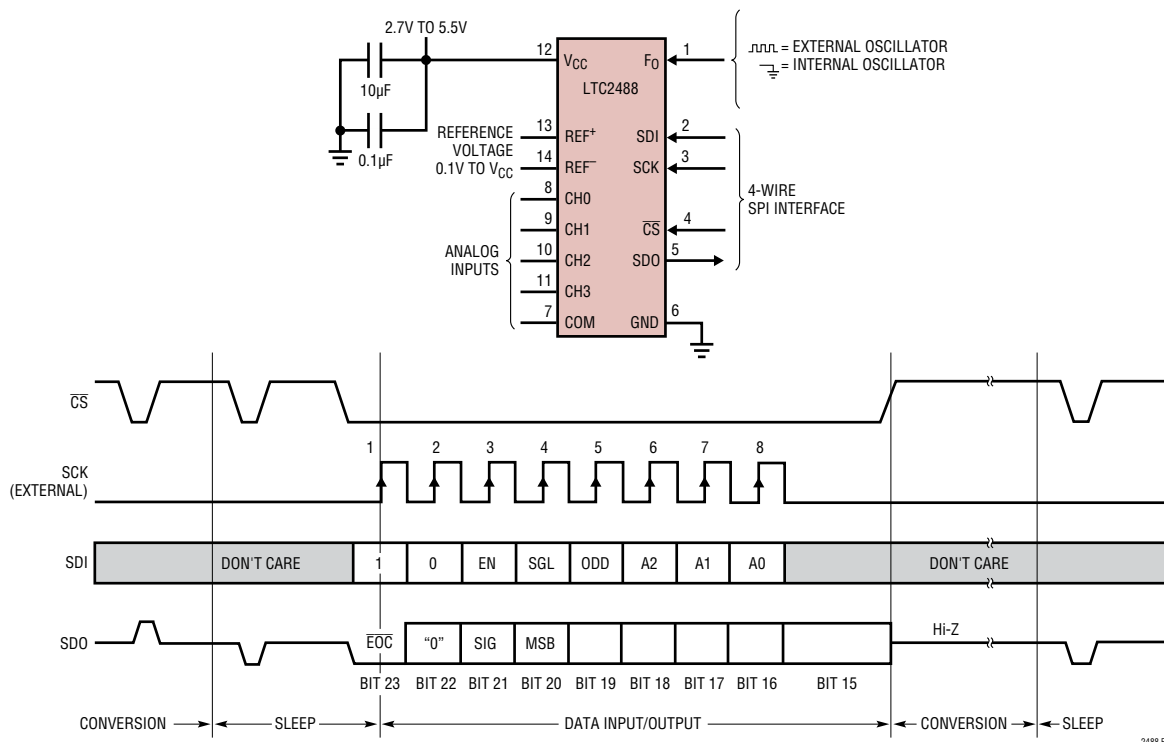 2.7V TO 5.5V
12
VCC
FO
1
= EXTERNAL OSCILLATOR
= INTERNAL OSCILLATOR
LTC2488
10µF
0.1µF
REFERENCE
VOLTAGE
0.1V TO VCC
13
REF+
SDI
2
14
REF–
SCK
3
4-WIRE
SPI INTERFACE
ANALOG
INPUTS
8
CH0
9
CH1
CS
4
10
CH2
SDO
5
11
CH3
7
COM
GND
6
CS
SCK
(EXTERNAL)
1 2 3 4 5 6 7 8
SDI
DON'T CARE 1 0 EN SGL ODD A2 A1 A0 DON'T CARE
SDO
EOC "0" SIG MSB Hi-Z
BIT 23 BIT 22 BIT 21 BIT 20 BIT 19 BIT 18 BIT 17 BIT 16 BIT 15
CONVERSION SLEEP DATA INPUT/OUTPUT CONVERSION SLEEP